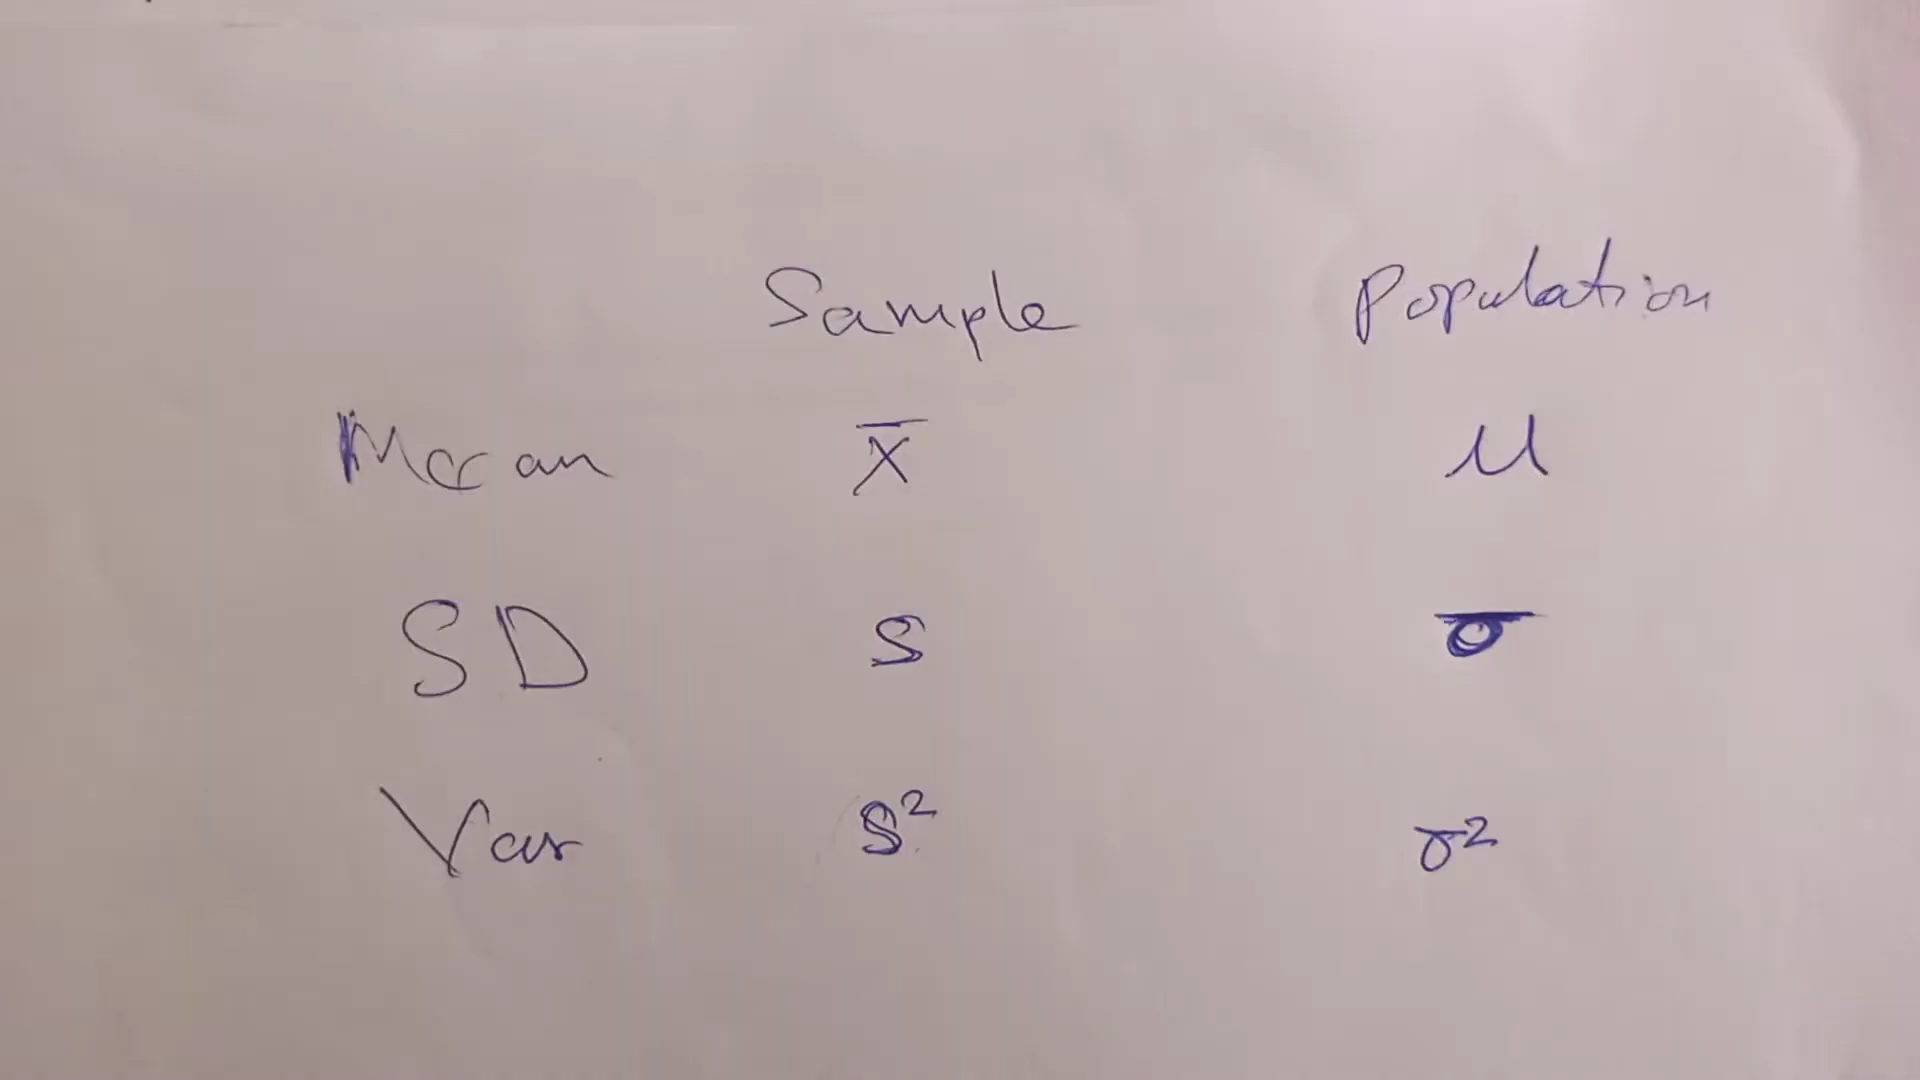 Sample Population
Mean x̄ μ
SD s σ
Var s² σ²